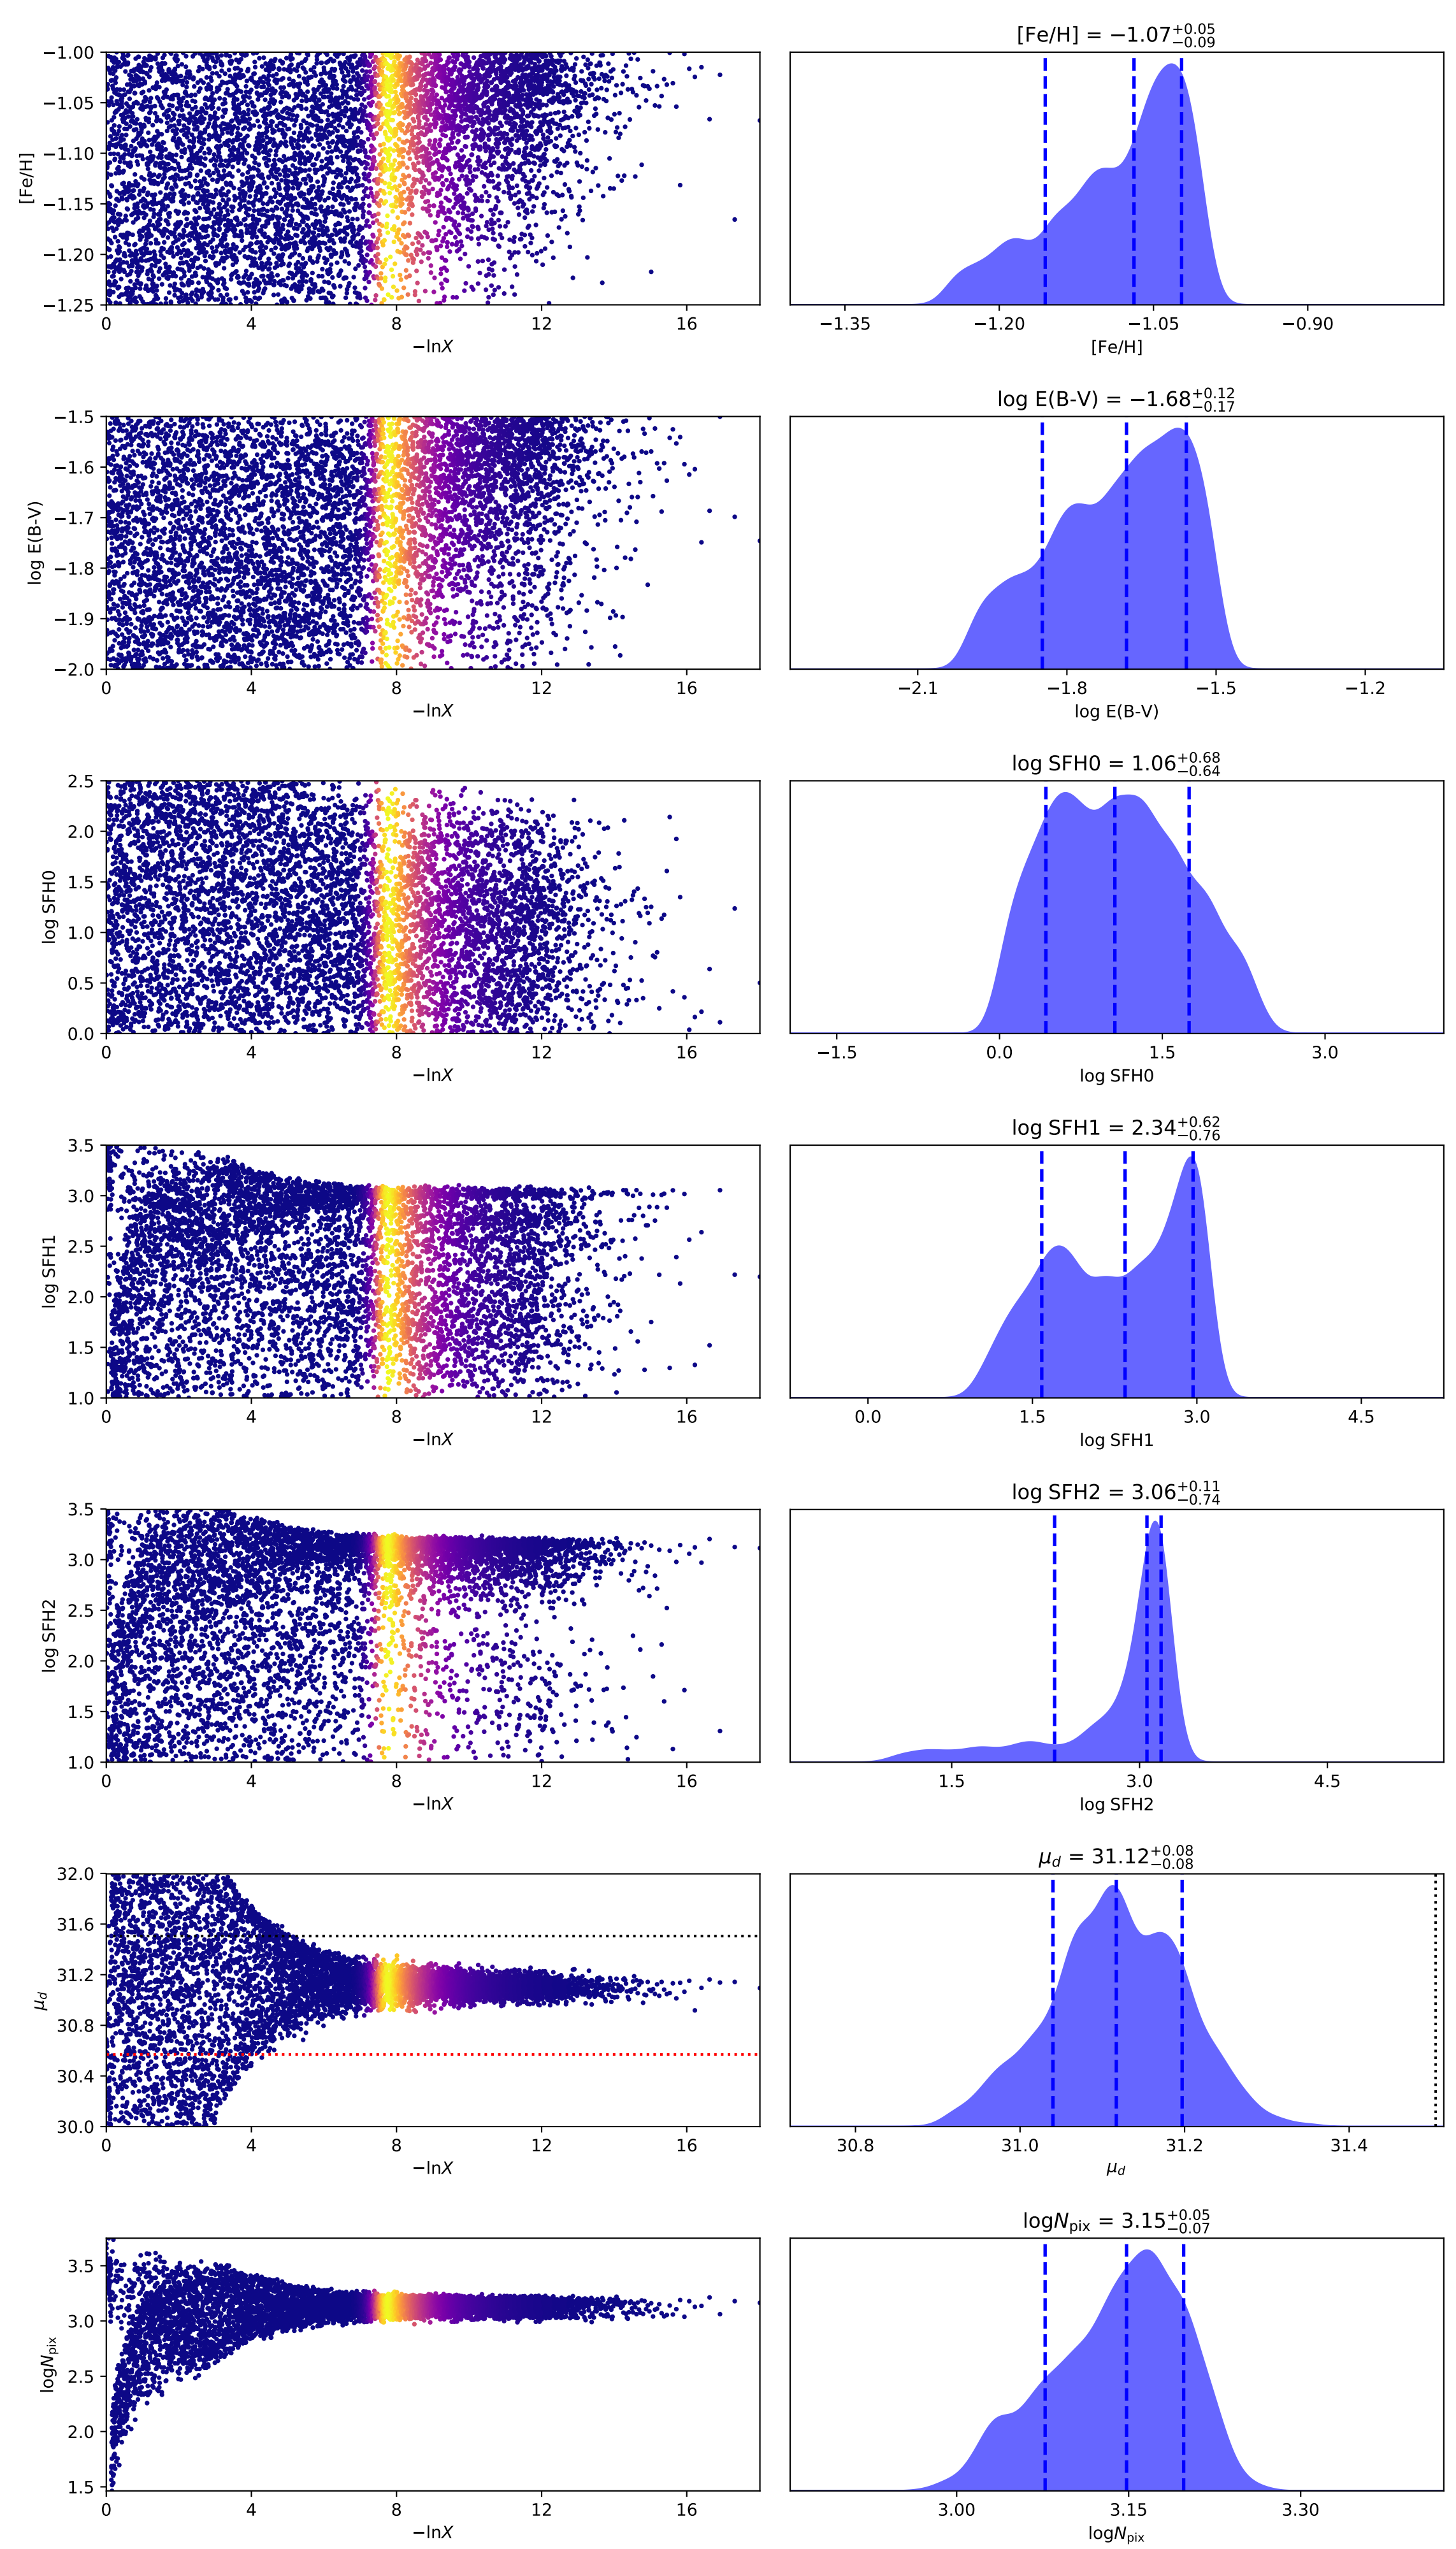 [Fe/H] = −1.07+0.05−0.09
−1.00
−1.05
−1.10
−1.15
−1.20
−1.25
[Fe/H]
0 4 8 12 16
−lnX
−1.35 −1.20 −1.05 −0.90
[Fe/H]
log E(B-V) = −1.68+0.12−0.17
−1.5
−1.6
−1.7
−1.8
−1.9
−2.0
log E(B-V)
0 4 8 12 16
−lnX
−2.1 −1.8 −1.5 −1.2
log E(B-V)
log SFH0 = 1.06+0.68−0.64
2.5
2.0
1.5
1.0
0.5
0.0
log SFH0
0 4 8 12 16
−lnX
−1.5 0.0 1.5 3.0
log SFH0
log SFH1 = 2.34+0.62−0.76
3.5
3.0
2.5
2.0
1.5
1.0
log SFH1
0 4 8 12 16
−lnX
0.0 1.5 3.0 4.5
log SFH1
log SFH2 = 3.06+0.11−0.74
3.5
3.0
2.5
2.0
1.5
1.0
log SFH2
0 4 8 12 16
−lnX
1.5 3.0 4.5
log SFH2
μd = 31.12+0.08−0.08
32.0
31.6
31.2
30.8
30.4
30.0
μd
0 4 8 12 16
−lnX
30.8 31.0 31.2 31.4
μd
logNpix = 3.15+0.05−0.07
3.5
3.0
2.5
2.0
1.5
logNpix
0 4 8 12 16
−lnX
3.00 3.15 3.30
logNpix